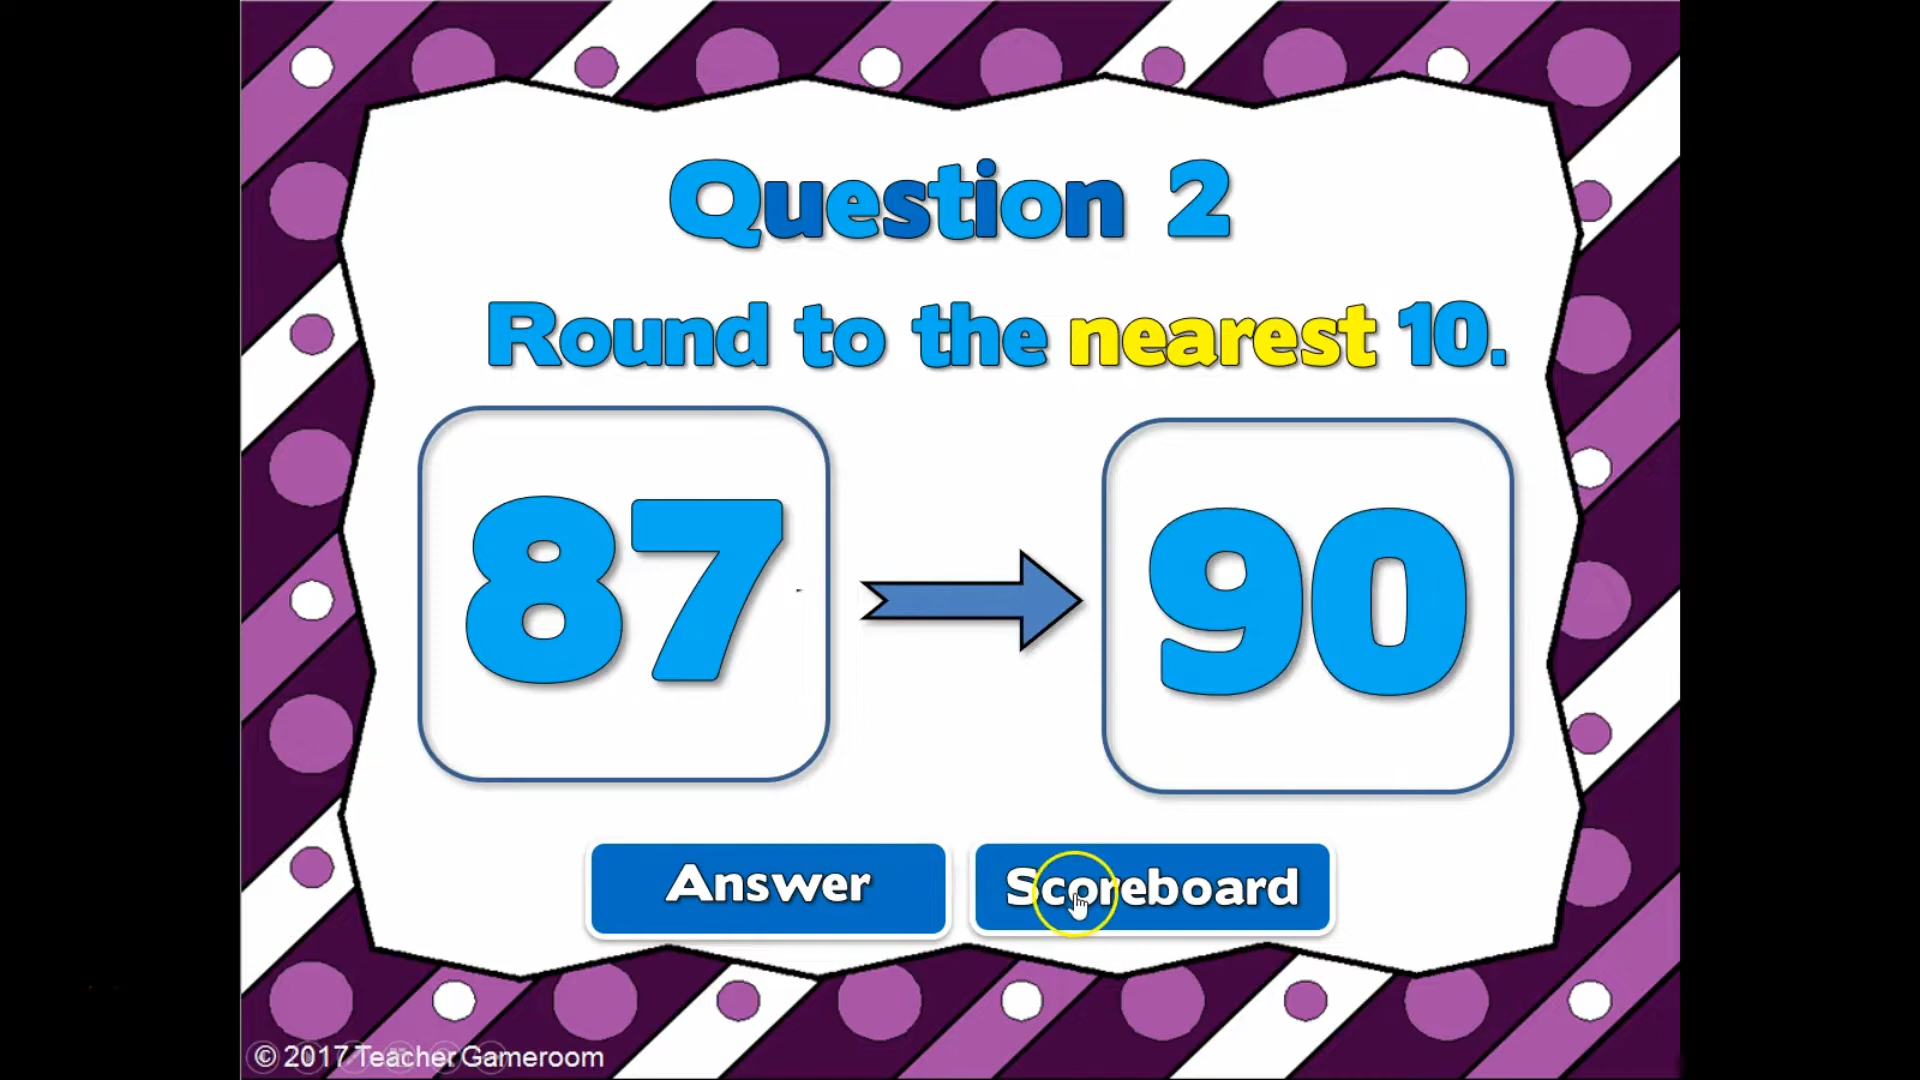 Question 2
Round to the nearest 10.
87
90
Answer
Scoreboard
© 2017 Teacher Gameroom